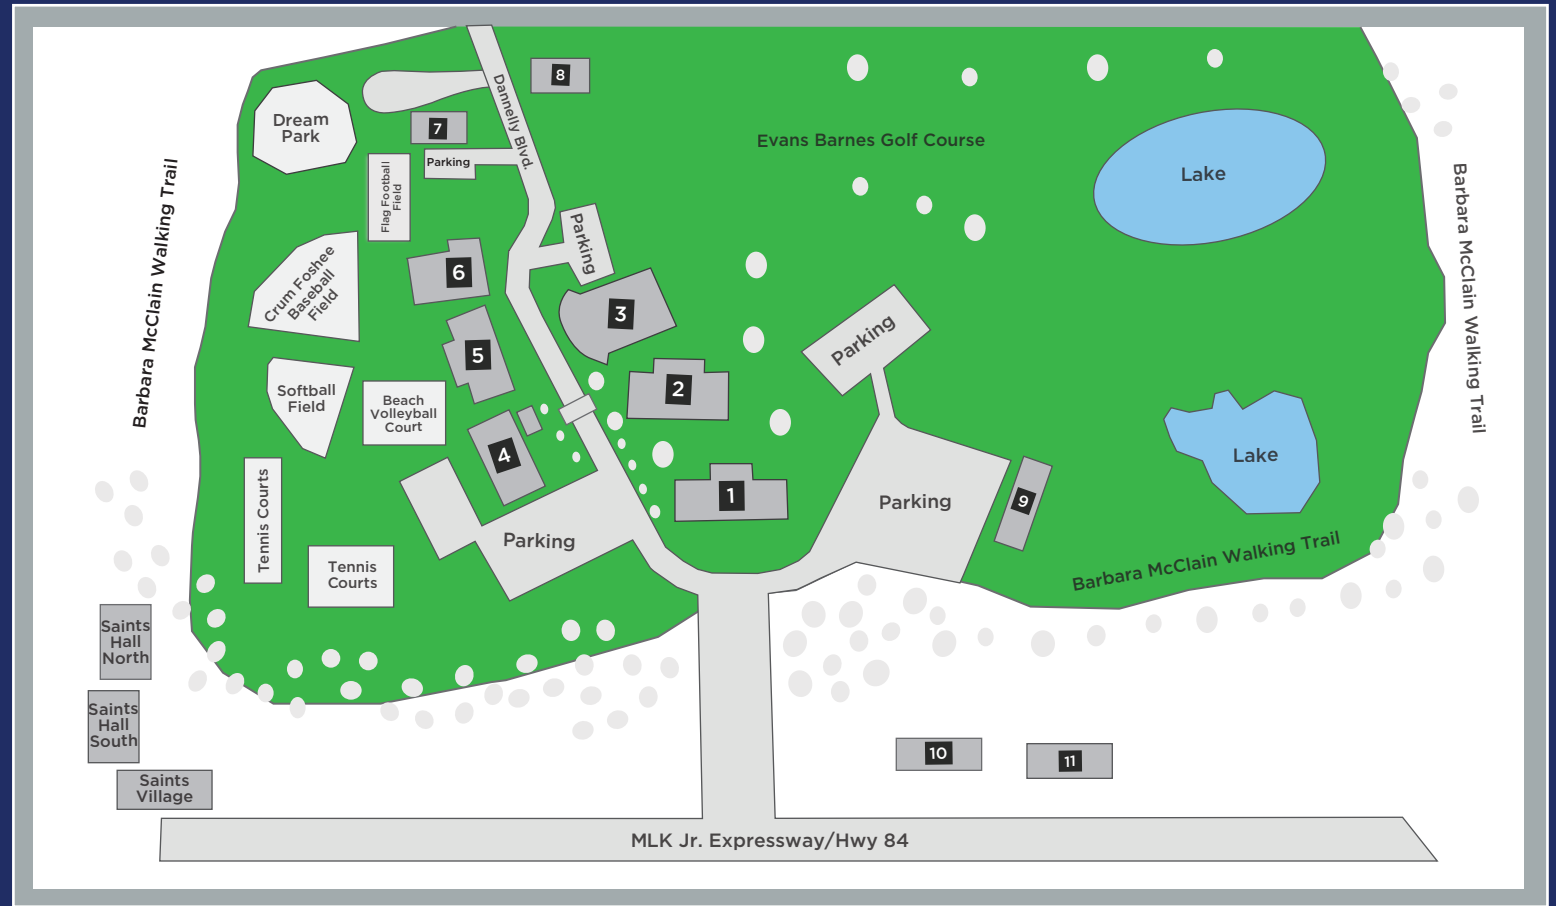 Dannelly Blvd.
8
Dream
Park
7
Parking
Flag Football
Field
Evans Barnes Golf Course
Lake
Barbara McClain Walking Trail
Barbara McClain Walking Trail
Parking
6
Crum Foshee
Baseball
Field
3
5
2
Parking
Softball
Field
Beach
Volleyball
Court
4
1
Parking
9
Lake
Tennis Courts
Parking
Tennis
Courts
Barbara McClain Walking Trail
Saints
Hall
North
Saints
Hall
South
Saints
Village
10
11
MLK Jr. Expressway/Hwy 84